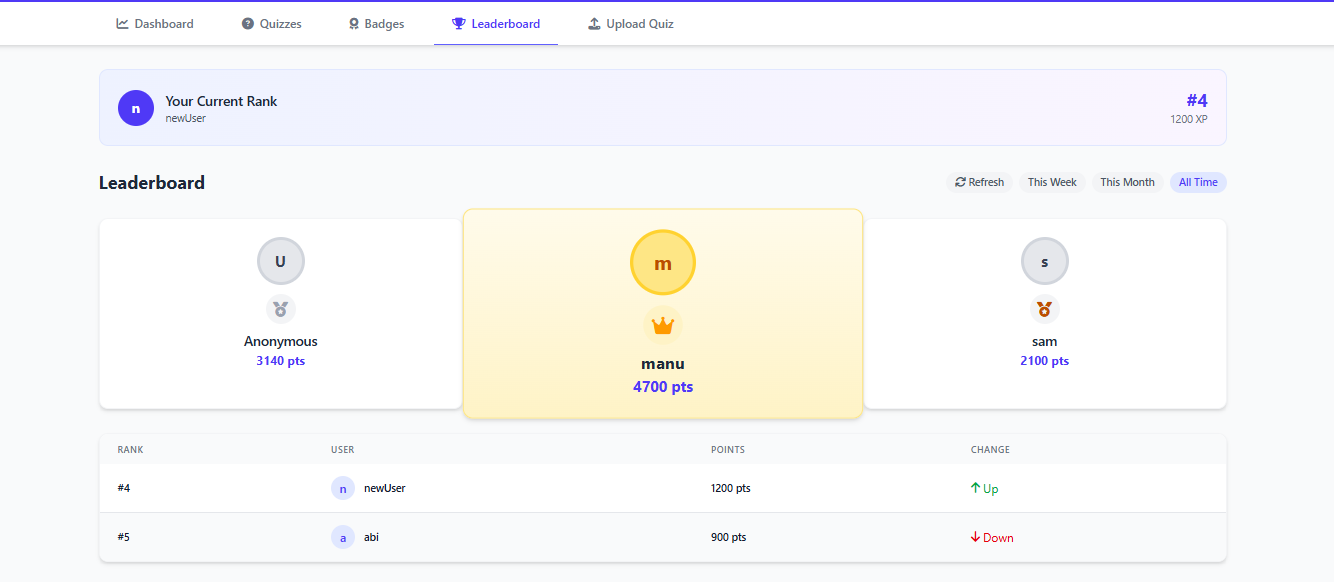 Dashboard Quizzes Badges Leaderboard Upload Quiz
n
Your Current Rank
newUser
#4
1200 XP
Leaderboard
Refresh This Week This Month All Time
U
Anonymous
3140 pts
m
manu
4700 pts
s
sam
2100 pts
RANK USER POINTS CHANGE
#4 n newUser 1200 pts Up
#5 a abi 900 pts Down